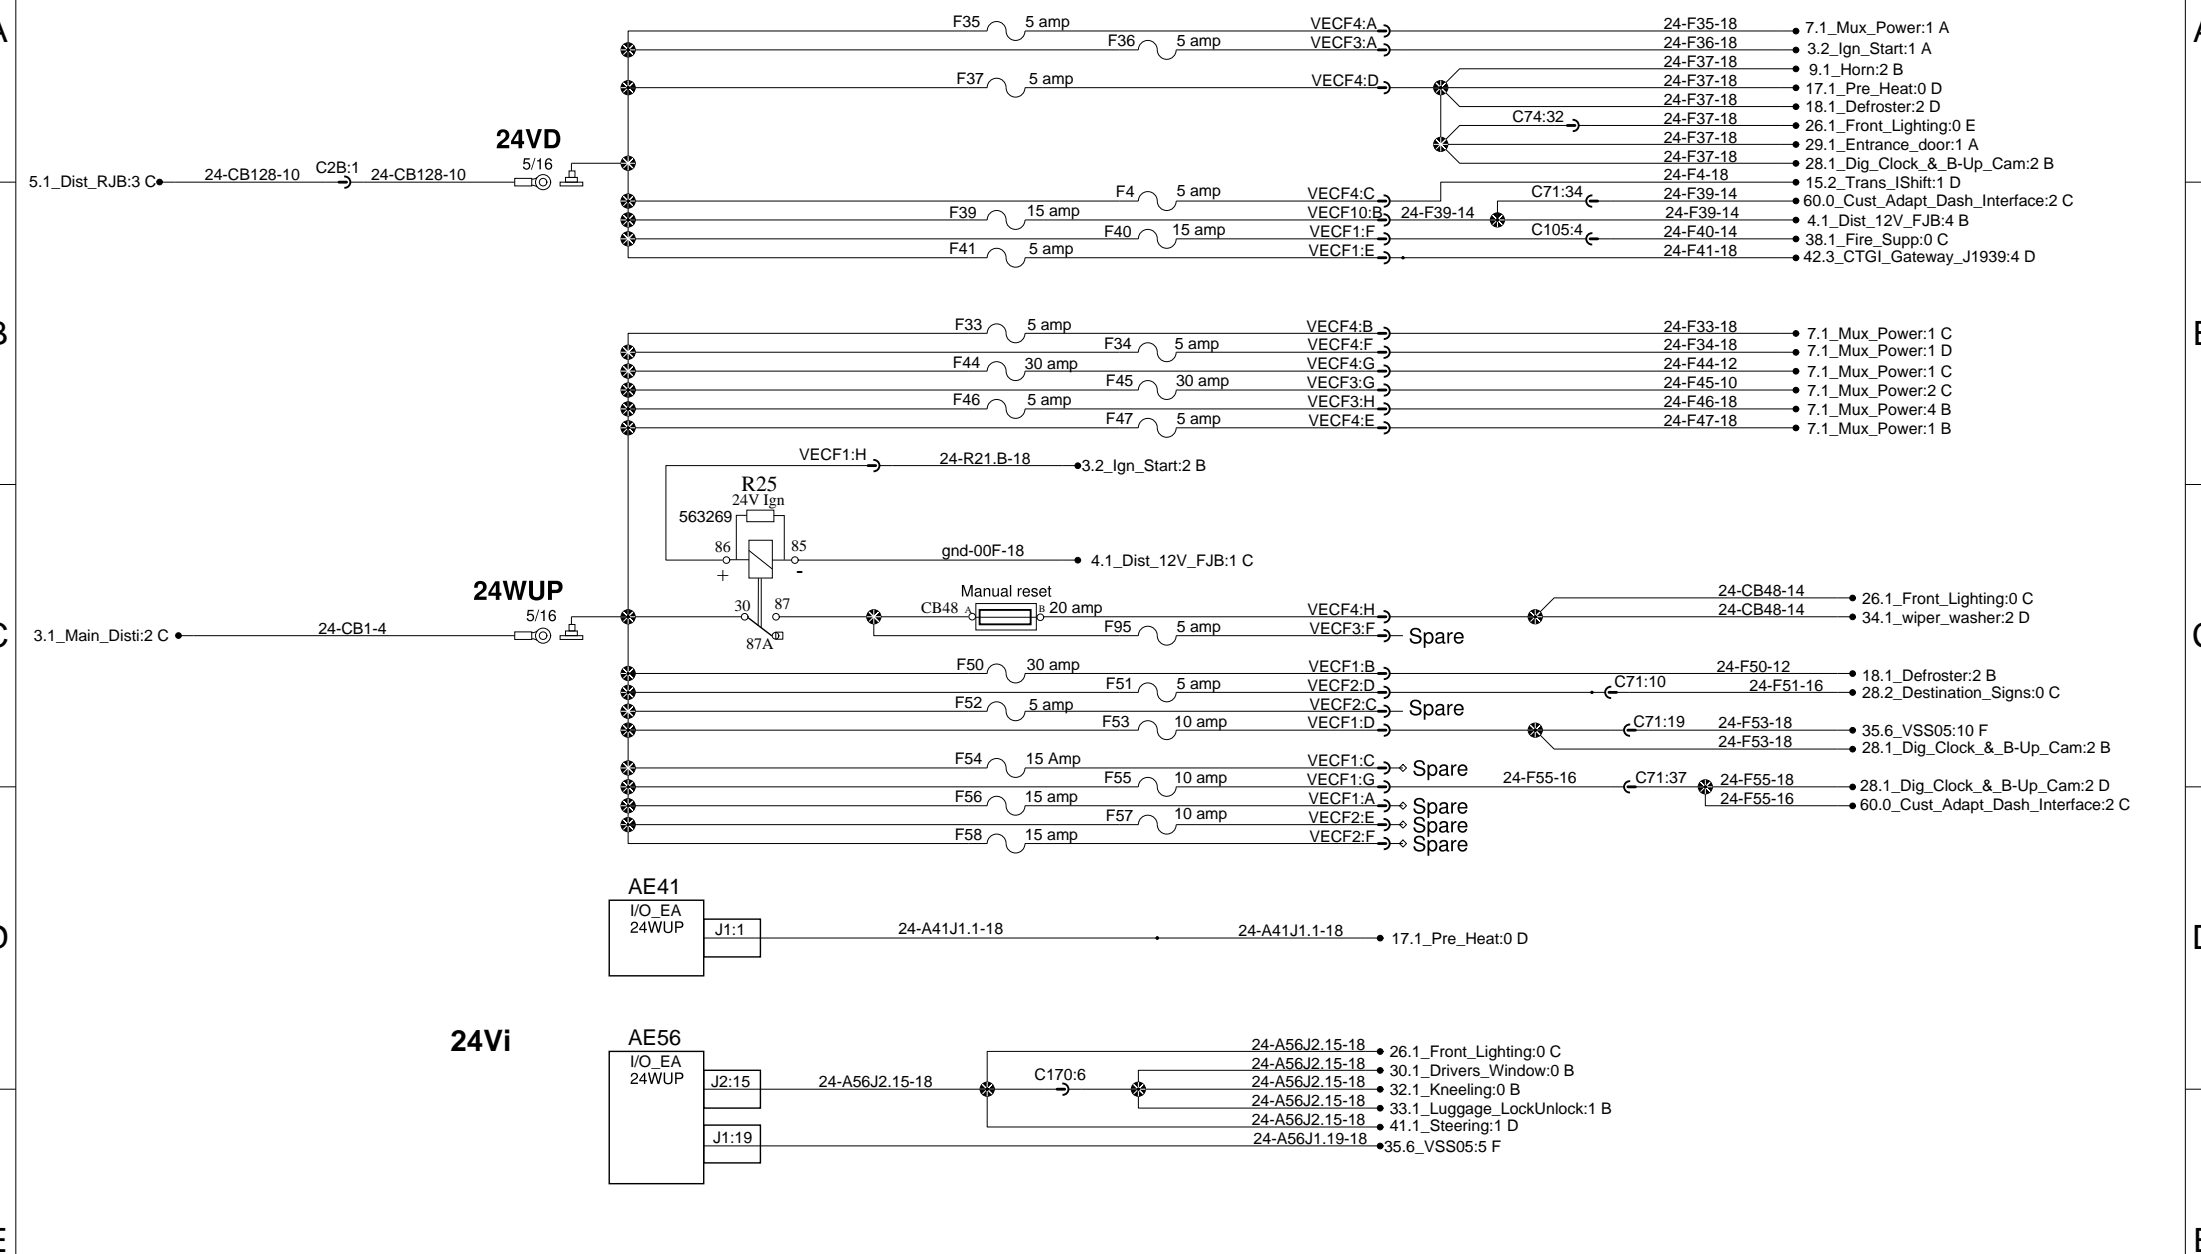 A
F35 5 amp VECF4:A 24-F35-18 7.1_Mux_Power:1 A
A
F36 5 amp VECF3:A 24-F36-18 3.2_Ign_Start:1 A
24-F37-18 9.1_Horn:2 B
F37 5 amp VECF4:D 24-F37-18 17.1_Pre_Heat:0 D
24-F37-18 18.1_Defroster:2 D
C74:32 24-F37-18 26.1_Front_Lighting:0 E
24VD
24-F37-18 29.1_Entrance_door:1 A
5/16
24-F37-18 28.1_Dig_Clock_&_B-Up_Cam:2 B
5.1_Dist_RJB:3 C 24-CB128-10 C2B:1 24-CB128-10
24-F4-18 15.2_Trans_IShift:1 D
F4 5 amp VECF4:C C71:34 24-F39-14 60.0_Cust_Adapt_Dash_Interface:2 C
F39 15 amp VECF10:B 24-F39-14 24-F39-14 4.1_Dist_12V_FJB:4 B
F40 15 amp VECF1:F C105:4 24-F40-14 38.1_Fire_Supp:0 C
F41 5 amp VECF1:E 24-F41-18 42.3_CTGI_Gateway_J1939:4 D
B
F33 5 amp VECF4:B 24-F33-18 7.1_Mux_Power:1 C
F34 5 amp VECF4:F 24-F34-18 7.1_Mux_Power:1 D
F44 30 amp VECF4:G 24-F44-12 7.1_Mux_Power:1 C
F45 30 amp VECF3:G 24-F45-10 7.1_Mux_Power:2 C
F46 5 amp VECF3:H 24-F46-18 7.1_Mux_Power:4 B
F47 5 amp VECF4:E 24-F47-18 7.1_Mux_Power:1 B
VECF1:H 24-R21.B-18 3.2_Ign_Start:2 B
R25
24V Ign
563269
86 85 gnd-00F-18 4.1_Dist_12V_FJB:1 C
+ -
24WUP
5/16
Manual reset
30 87 CB48 A B 20 amp VECF4:H
24-CB48-14 26.1_Front_Lighting:0 C
24-CB48-14 34.1_wiper_washer:2 D
C
3.1_Main_Disti:2 C 24-CB1-4
87A
F95 5 amp VECF3:F Spare
C
F50 30 amp VECF1:B 24-F50-12 18.1_Defroster:2 B
F51 5 amp VECF2:D C71:10 24-F51-16 28.2_Destination_Signs:0 C
F52 5 amp VECF2:C Spare
F53 10 amp VECF1:D C71:19 24-F53-18 35.6_VSS05:10 F
24-F53-18 28.1_Dig_Clock_&_B-Up_Cam:2 B
F54 15 Amp VECF1:C Spare
F55 10 amp VECF1:G 24-F55-16 C71:37 24-F55-18 28.1_Dig_Clock_&_B-Up_Cam:2 D
F56 15 amp VECF1:A Spare 24-F55-16 60.0_Cust_Adapt_Dash_Interface:2 C
F57 10 amp VECF2:E Spare
F58 15 amp VECF2:F Spare
AE41
I/O_EA
24WUP
J1:1 24-A41J1.1-18 24-A41J1.1-18 17.1_Pre_Heat:0 D
D
24Vi
AE56
I/O_EA
24WUP
24-A56J2.15-18 26.1_Front_Lighting:0 C
24-A56J2.15-18 30.1_Drivers_Window:0 B
J2:15 24-A56J2.15-18 C170:6 24-A56J2.15-18 32.1_Kneeling:0 B
24-A56J2.15-18 33.1_Luggage_LockUnlock:1 B
24-A56J2.15-18 41.1_Steering:1 D
J1:19 24-A56J1.19-18 35.6_VSS05:5 F
E